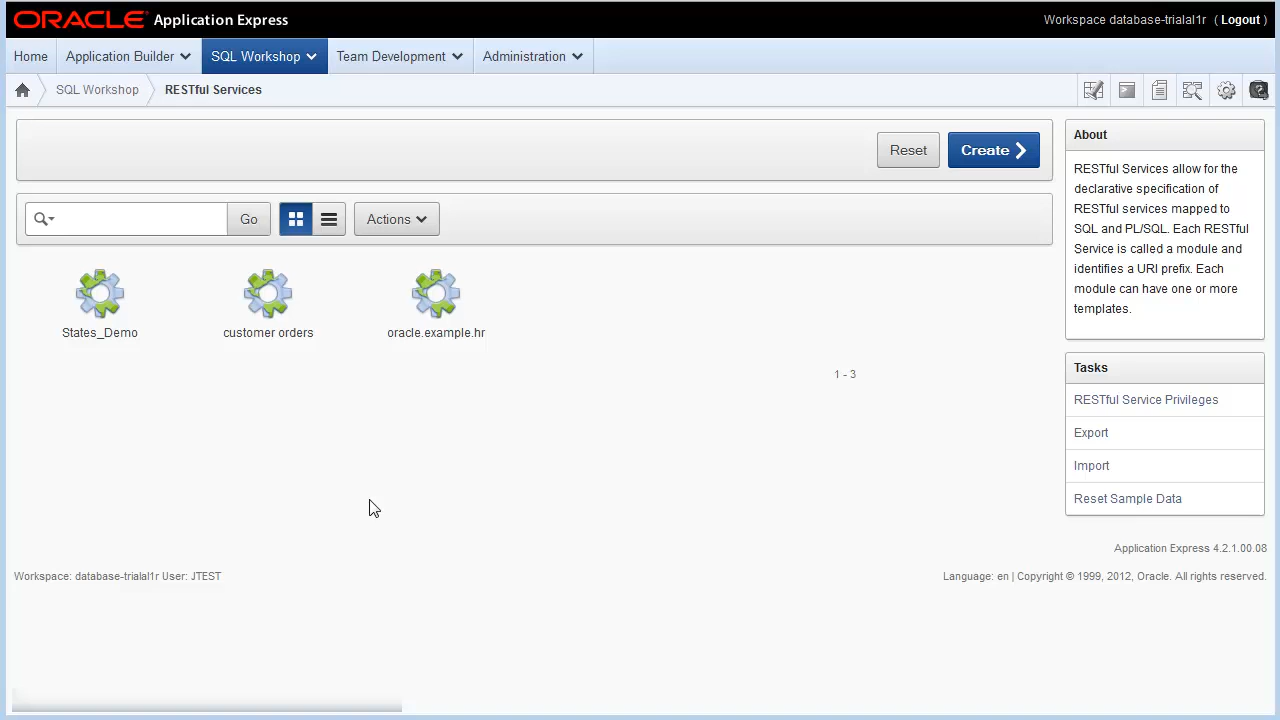 ORACLE Application Express
Workspace database-trialal1r ( Logout )
Home
Application Builder
SQL Workshop
Team Development
Administration
SQL Workshop
RESTful Services
Reset
Create
Go
Actions
States_Demo
customer orders
oracle.example.hr
1 - 3
About
RESTful Services allow for the
declarative specification of
RESTful services mapped to
SQL and PL/SQL. Each RESTful
Service is called a module and
identifies a URI prefix. Each
module can have one or more
templates.
Tasks
RESTful Service Privileges
Export
Import
Reset Sample Data
Application Express 4.2.1.00.08
Workspace: database-trialal1r User: JTEST
Language: en | Copyright © 1999, 2012, Oracle. All rights reserved.